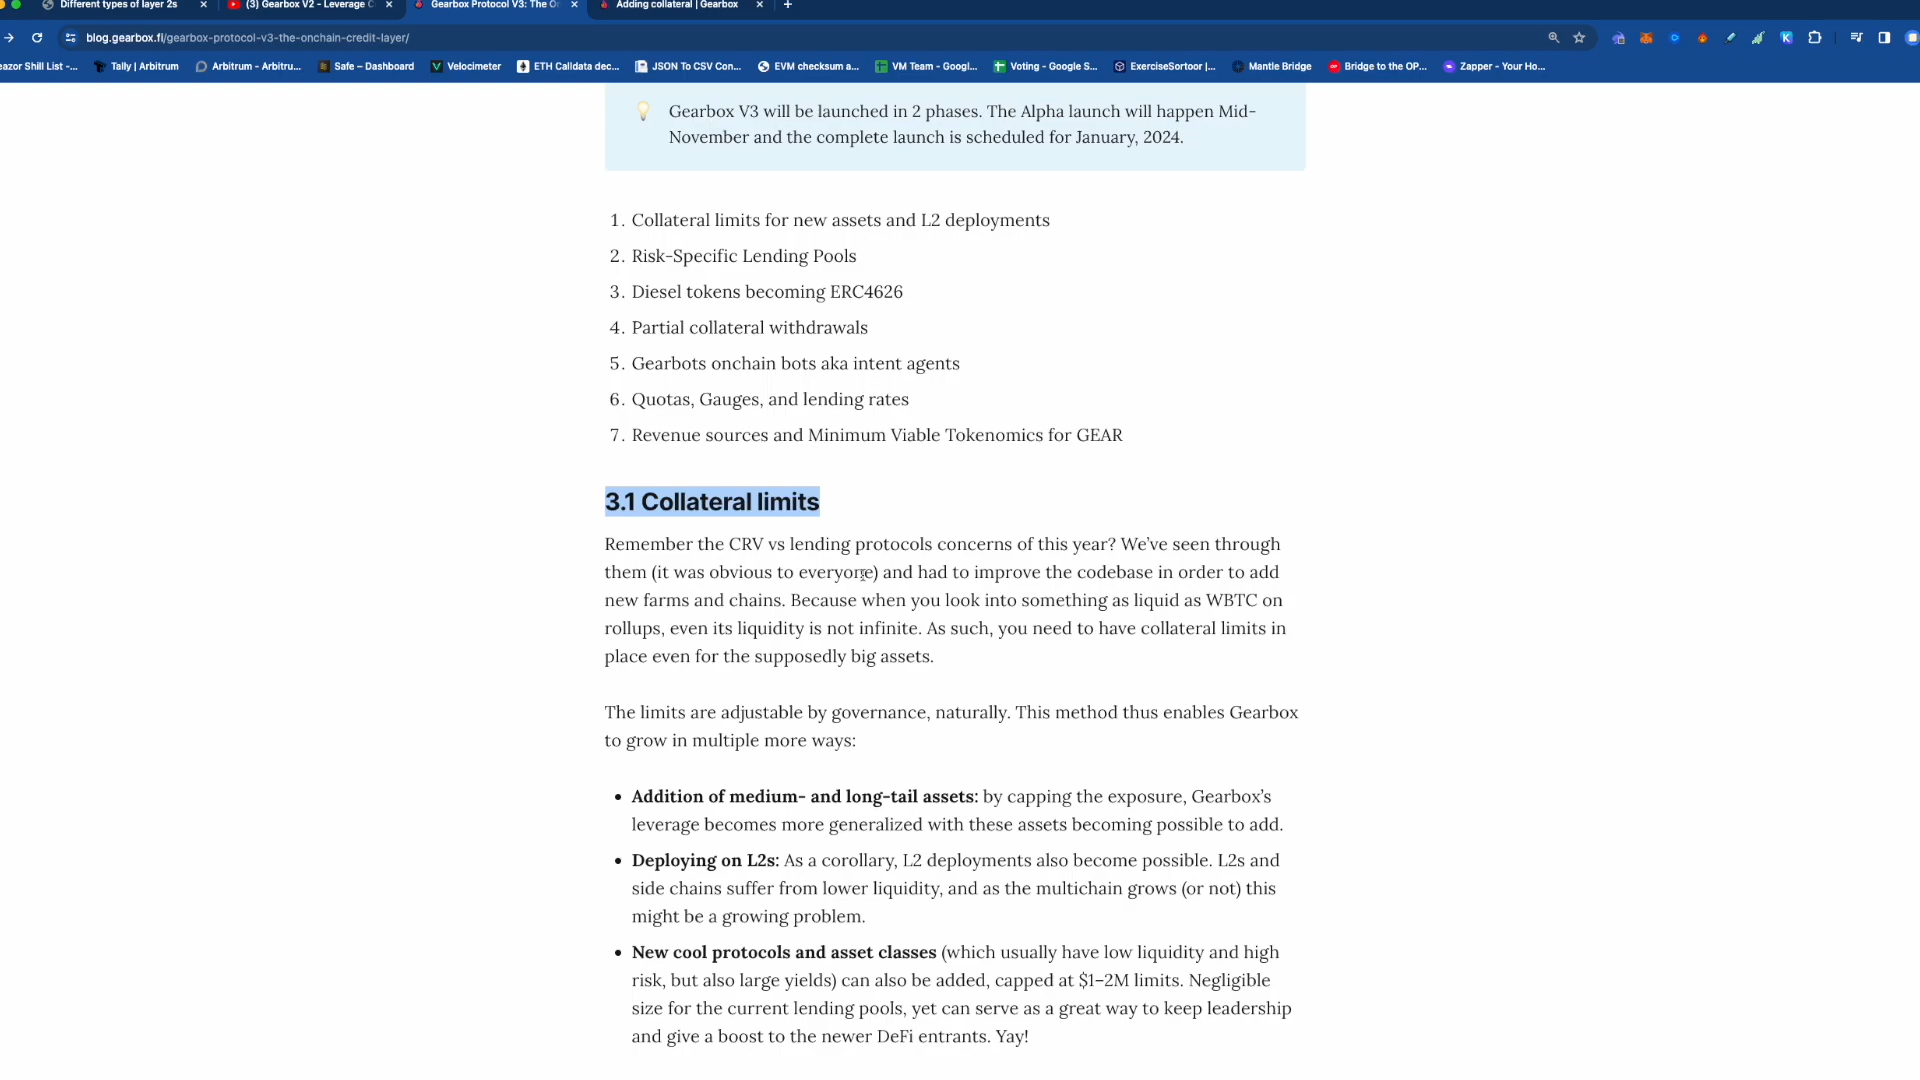 Different types of layer 2s
(3) Gearbox V2 - Leverage C
Gearbox Protocol V3: The On
Adding collateral | Gearbox
blog.gearbox.fi/gearbox-protocol-v3-the-onchain-credit-layer/
eazor Shill List -...
Tally | Arbitrum
Arbitrum - Arbitru...
Safe – Dashboard
Velocimeter
ETH Calldata dec...
JSON To CSV Con...
EVM checksum a...
VM Team - Googl...
Voting - Google S...
ExerciseSortoor |...
Mantle Bridge
Bridge to the OP...
Zapper - Your Ho...
Gearbox V3 will be launched in 2 phases. The Alpha launch will happen Mid-
November and the complete launch is scheduled for January, 2024.
1. Collateral limits for new assets and L2 deployments
2. Risk-Specific Lending Pools
3. Diesel tokens becoming ERC4626
4. Partial collateral withdrawals
5. Gearbots onchain bots aka intent agents
6. Quotas, Gauges, and lending rates
7. Revenue sources and Minimum Viable Tokenomics for GEAR
3.1 Collateral limits
Remember the CRV vs lending protocols concerns of this year? We’ve seen through
them (it was obvious to everyone) and had to improve the codebase in order to add
new farms and chains. Because when you look into something as liquid as WBTC on
rollups, even its liquidity is not infinite. As such, you need to have collateral limits in
place even for the supposedly big assets.
The limits are adjustable by governance, naturally. This method thus enables Gearbox
to grow in multiple more ways:
• Addition of medium- and long-tail assets: by capping the exposure, Gearbox’s
leverage becomes more generalized with these assets becoming possible to add.
• Deploying on L2s: As a corollary, L2 deployments also become possible. L2s and
side chains suffer from lower liquidity, and as the multichain grows (or not) this
might be a growing problem.
• New cool protocols and asset classes (which usually have low liquidity and high
risk, but also large yields) can also be added, capped at $1–2M limits. Negligible
size for the current lending pools, yet can serve as a great way to keep leadership
and give a boost to the newer DeFi entrants. Yay!